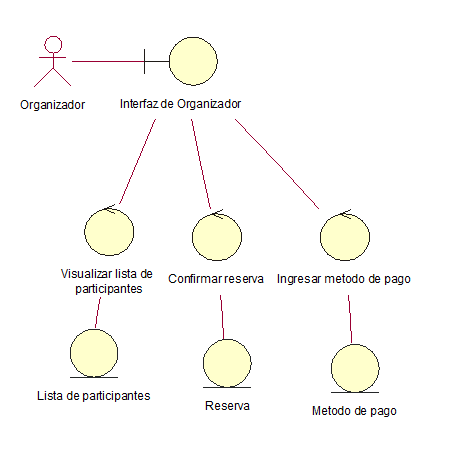 Organizador
Interfaz de Organizador
Visualizar lista de
participantes
Confirmar reserva
Ingresar metodo de pago
Lista de participantes
Reserva
Metodo de pago